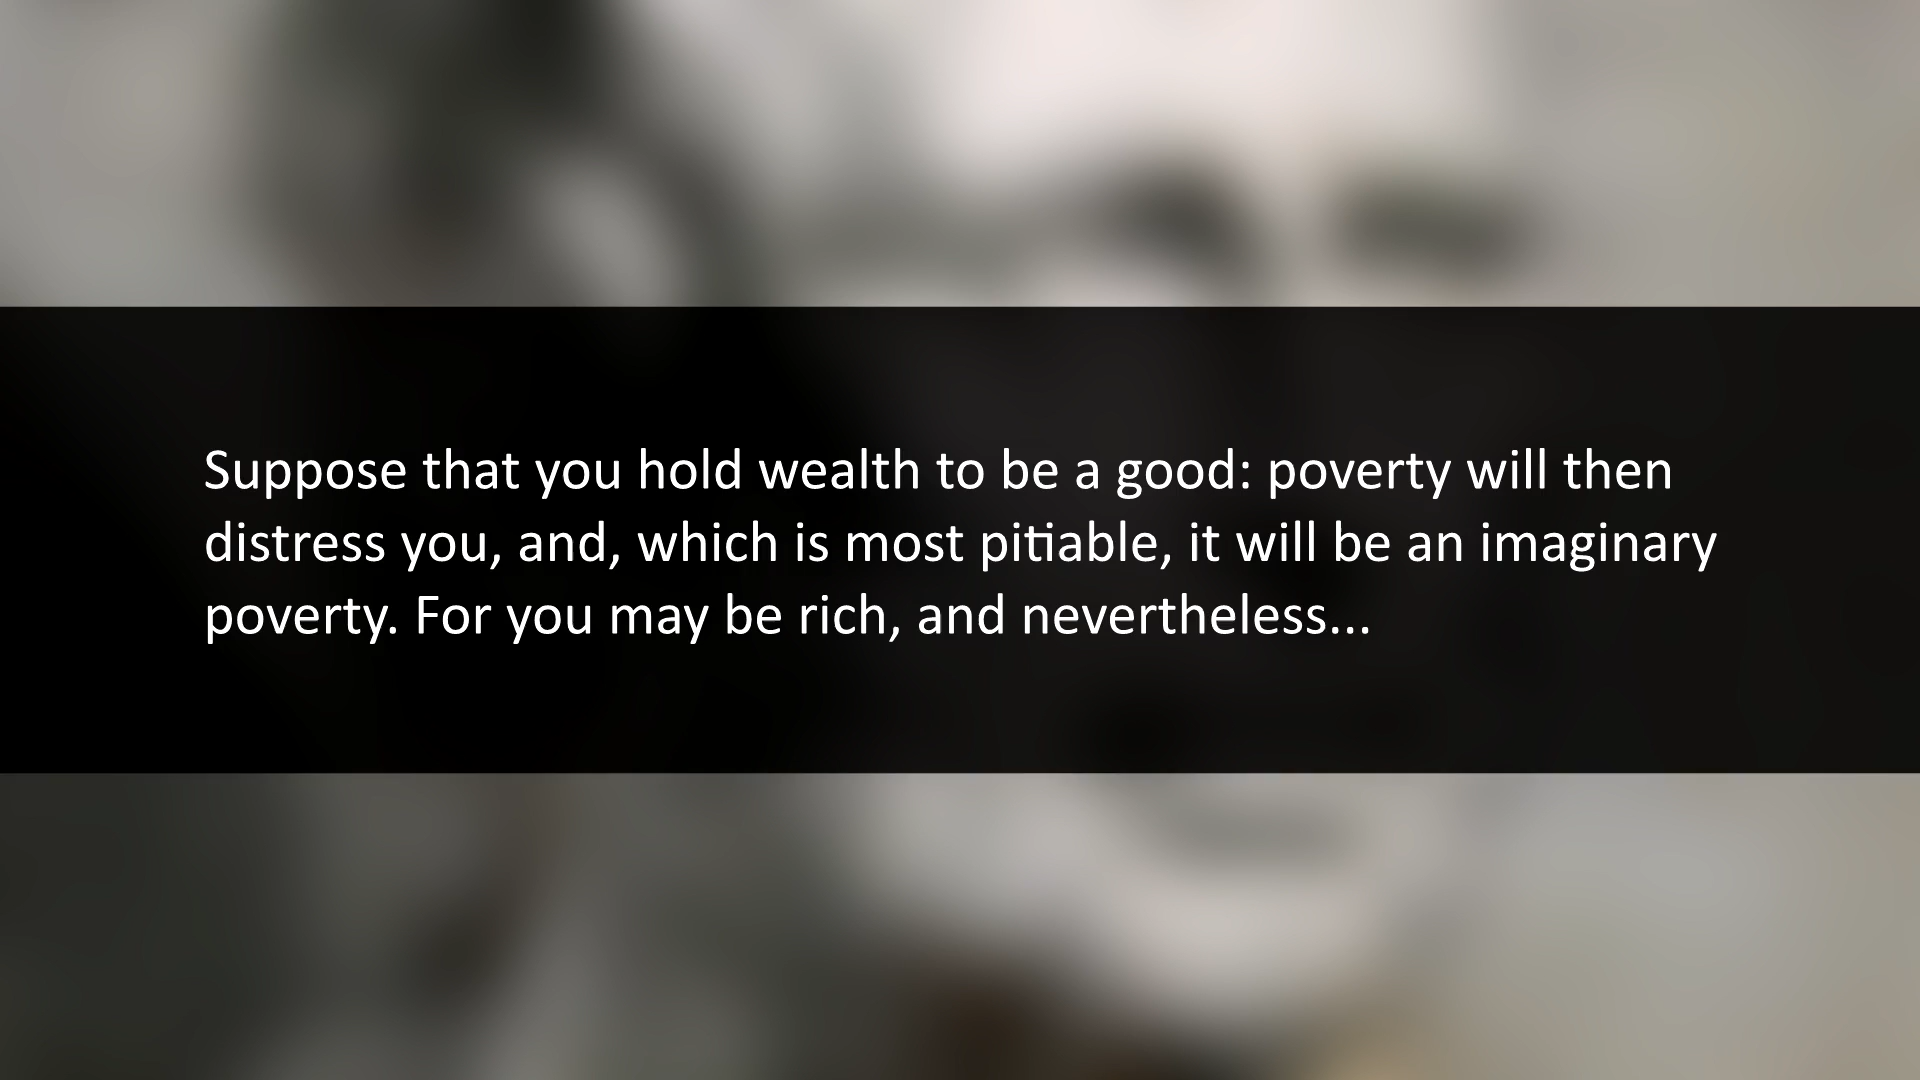 Suppose that you hold wealth to be a good: poverty will then
distress you, and, which is most pitiable, it will be an imaginary
poverty. For you may be rich, and nevertheless...